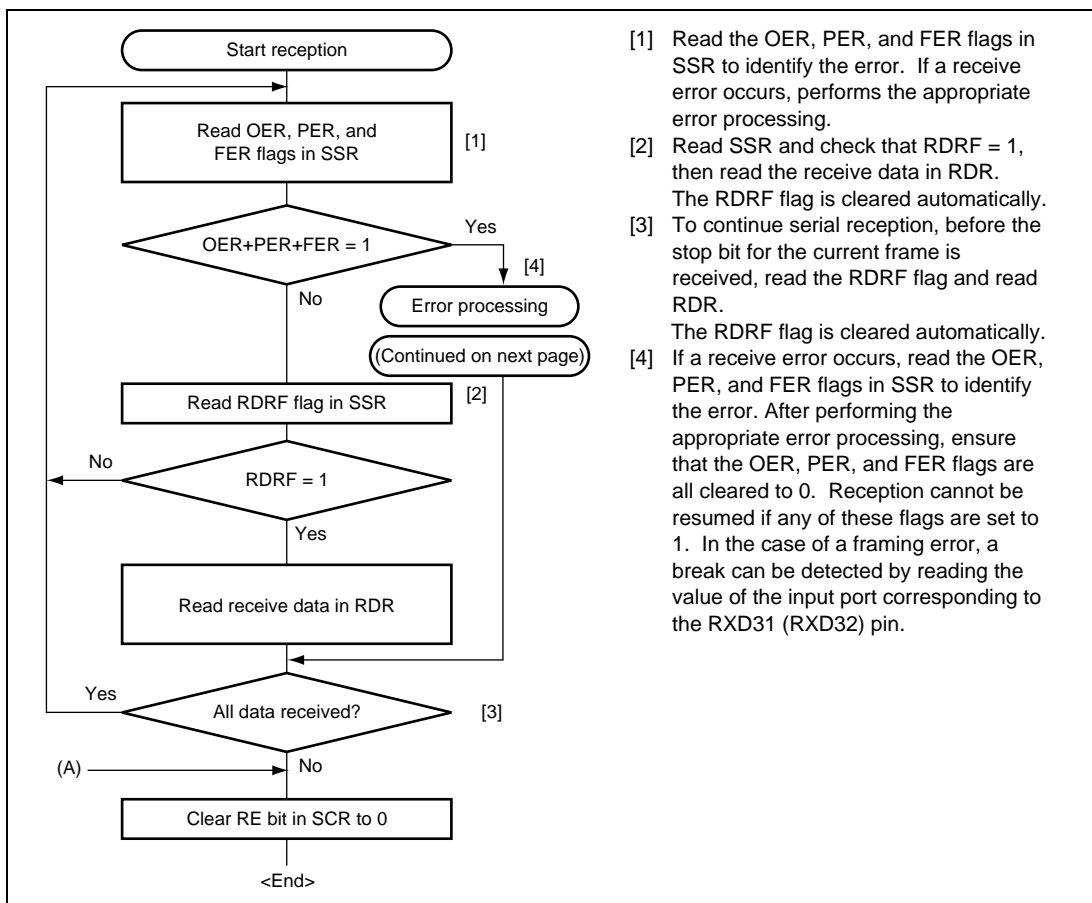 Start reception
Read OER, PER, and
FER flags in SSR
[1]
OER+PER+FER = 1
Yes
[4]
No
Error processing
(Continued on next page)
Read RDRF flag in SSR
[2]
No
RDRF = 1
Yes
Read receive data in RDR
Yes
All data received?
[3]
(A)
No
Clear RE bit in SCR to 0
<End>
[1] Read the OER, PER, and FER flags in
SSR to identify the error. If a receive
error occurs, performs the appropriate
error processing.
[2] Read SSR and check that RDRF = 1,
then read the receive data in RDR.
The RDRF flag is cleared automatically.
[3] To continue serial reception, before the
stop bit for the current frame is
received, read the RDRF flag and read
RDR.
The RDRF flag is cleared automatically.
[4] If a receive error occurs, read the OER,
PER, and FER flags in SSR to identify
the error. After performing the
appropriate error processing, ensure
that the OER, PER, and FER flags are
all cleared to 0. Reception cannot be
resumed if any of these flags are set to
1. In the case of a framing error, a
break can be detected by reading the
value of the input port corresponding to
the RXD31 (RXD32) pin.